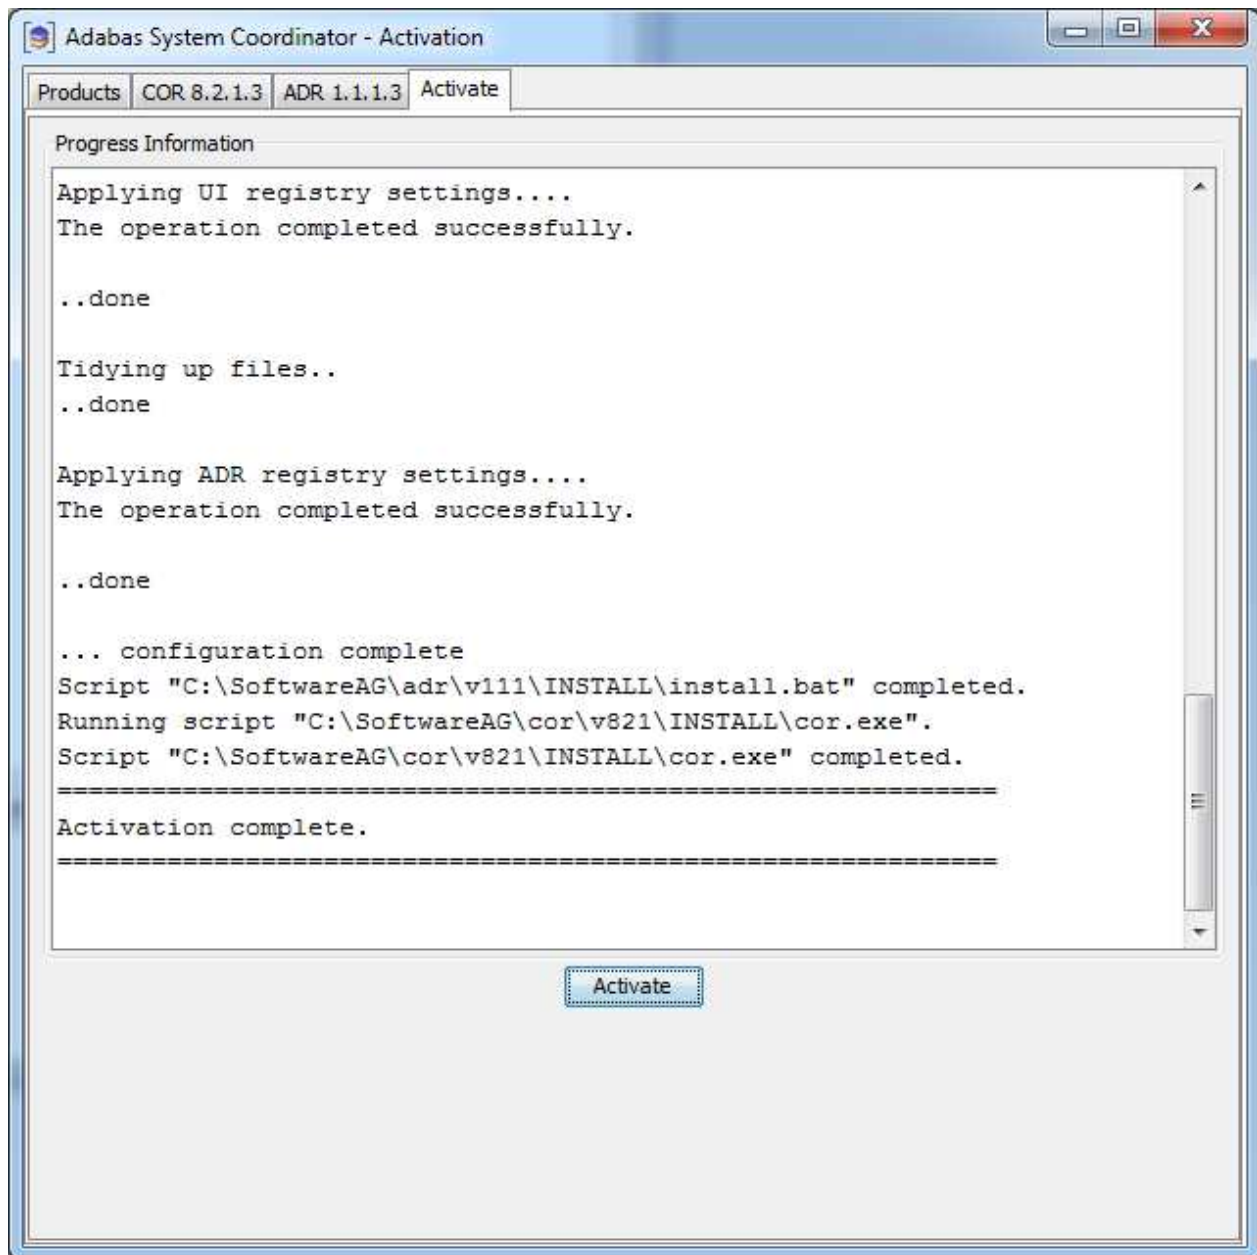 Adabas System Coordinator - Activation
Products COR 8.2.1.3 ADR 1.1.1.3 Activate
Progress Information
Applying UI registry settings....
The operation completed successfully.
..done
Tidying up files..
..done
Applying ADR registry settings....
The operation completed successfully.
..done
... configuration complete
Script "C:\SoftwareAG\adr\v111\INSTALL\install.bat" completed.
Running script "C:\SoftwareAG\cor\v821\INSTALL\cor.exe".
Script "C:\SoftwareAG\cor\v821\INSTALL\cor.exe" completed.
============================================================
Activation complete.
============================================================
Activate